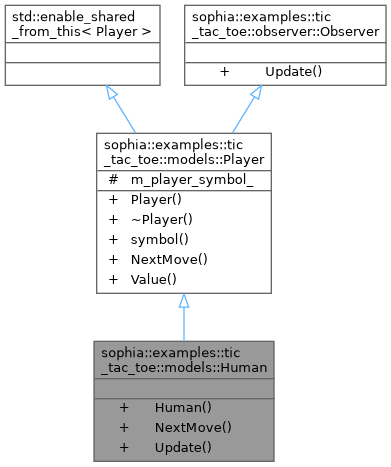 std::enable_shared
_from_this< Player >
sophia::examples::tic
_tac_toe::observer::Observer
+ Update()
sophia::examples::tic
_tac_toe::models::Player
# m_player_symbol_
+ Player()
+ ~Player()
+ symbol()
+ NextMove()
+ Value()
sophia::examples::tic
_tac_toe::models::Human
+ Human()
+ NextMove()
+ Update()